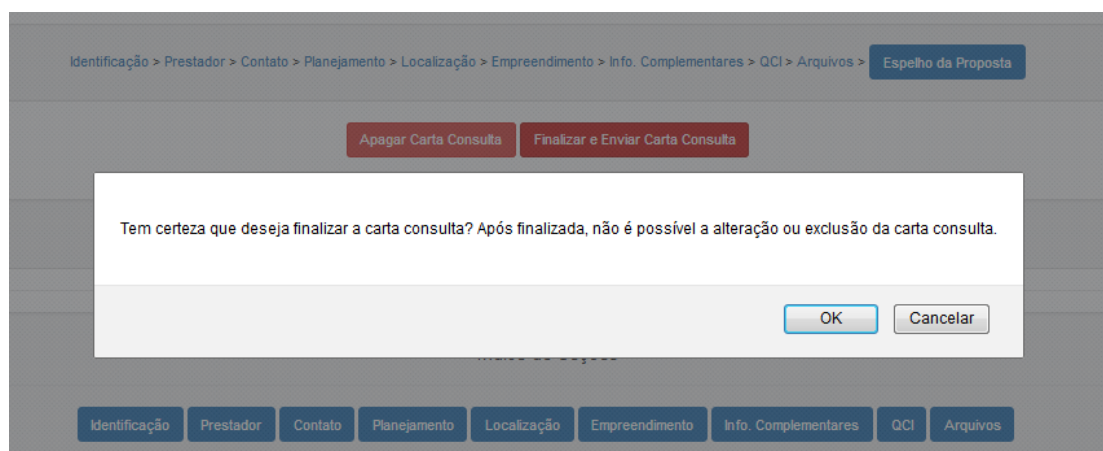 Identificação > Prestador > Contato > Planejamento > Localização > Empreendimento > Info. Complementares > QCI > Arquivos > Espelho da Proposta
Apagar Carta Consulta Finalizar e Enviar Carta Consulta
Tem certeza que deseja finalizar a carta consulta? Após finalizada, não é possível a alteração ou exclusão da carta consulta.
OK Cancelar
Identificação Prestador Contato Planejamento Localização Empreendimento Info. Complementares QCI Arquivos